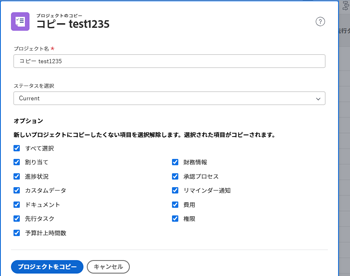 プロジェクトのコピー
コピー test1235
プロジェクト名 *
コピー test1235
ステータスを選択
Current
オプション
新しいプロジェクトにコピーしたくない項目を選択解除します。選択された項目がコピーされます。
すべて選択
割り当て
財務情報
進捗状況
承認プロセス
カスタムデータ
リマインダー通知
ドキュメント
費用
先行タスク
権限
予算計上時間数
プロジェクトをコピー
キャンセル